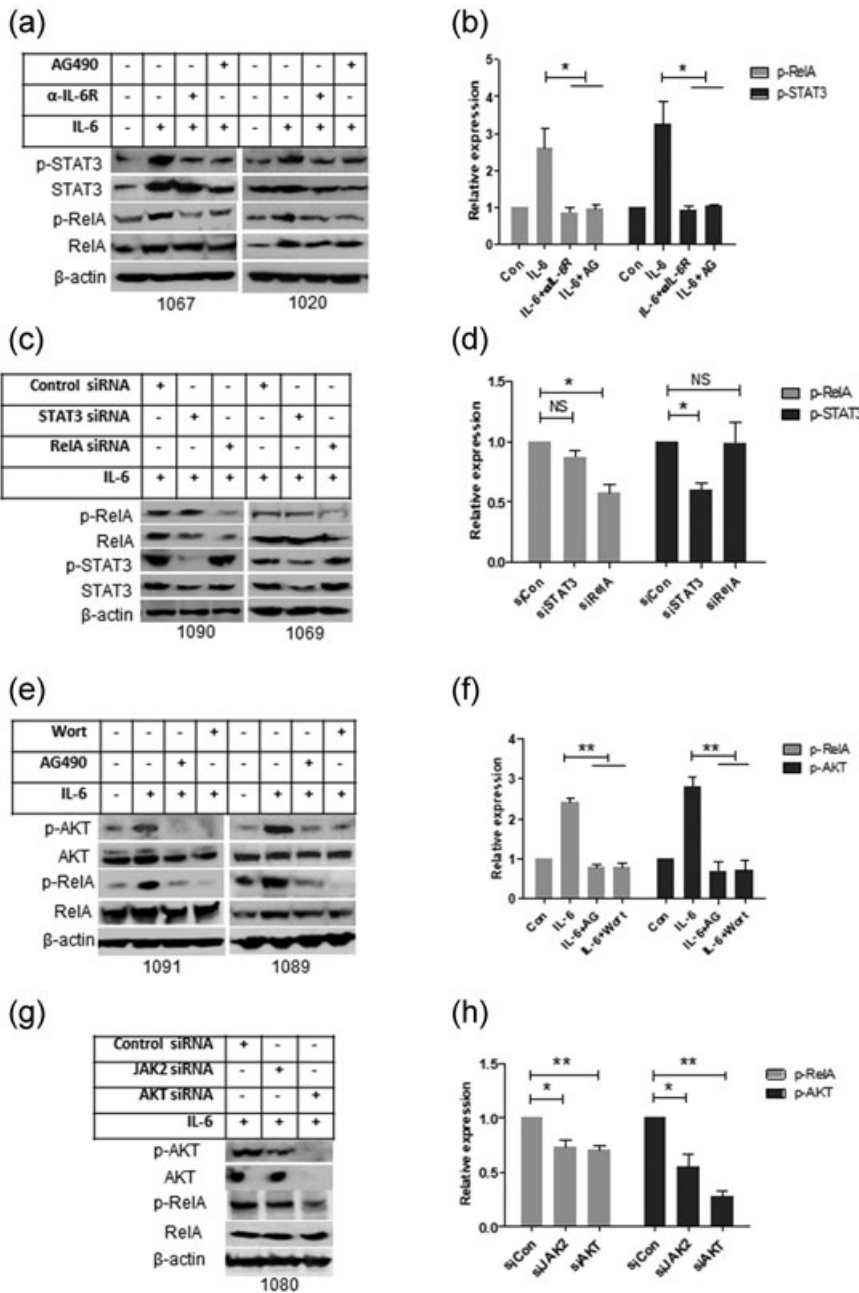 (a)
AG490 - - - + - - - +
α-IL-6R - - + - - - + -
IL-6 - + + + - + + +
p-STAT3
STAT3
p-RelA
RelA
β-actin
1067 1020
(b)
Relative expression
5
4
3
2
1
0
* *
p-RelA
p-STAT3
Con IL-6 IL-6+αIL-6R IL-6+AG Con IL-6 IL-6+αIL-6R IL-6+AG
(c)
Control siRNA + - - + - -
STAT3 siRNA - + - - + -
RelA siRNA - - + - - +
IL-6 + + + + + +
p-RelA
RelA
p-STAT3
STAT3
β-actin
1090 1069
(d)
Relative expression
1.5
1.0
0.5
0.0
* NS
NS *
p-RelA
p-STAT3
siCon siSTAT3 siRelA siCon siSTAT3 siRelA
(e)
Wort - - - + - - - +
AG490 - - + - - - + -
IL-6 - + + + - + + +
p-AKT
AKT
p-RelA
RelA
β-actin
1091 1089
(f)
Relative expression
4
3
2
1
0
** **
p-RelA
p-AKT
Con IL-6 IL-6+AG IL-6+Wort Con IL-6 IL-6+AG IL-6+Wort
(g)
Control siRNA + - -
JAK2 siRNA - + -
AKT siRNA - - +
IL-6 + + +
p-AKT
AKT
p-RelA
RelA
β-actin
1080
(h)
Relative expression
1.5
1.0
0.5
0.0
** **
* *
p-RelA
p-AKT
siCon siJAK2 siAKT siCon siJAK2 siAKT